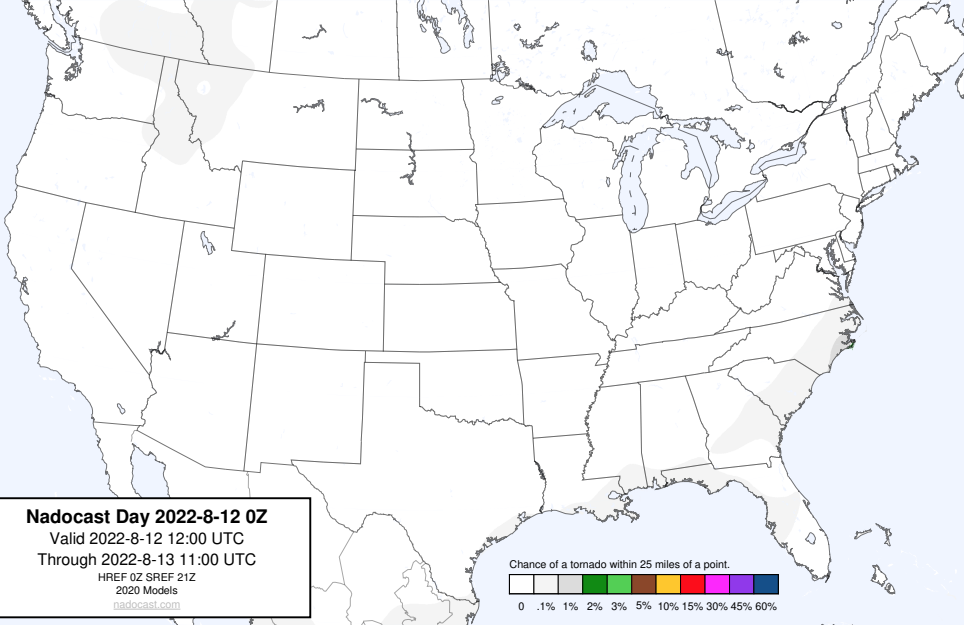 Nadocast Day 2022-8-12 0Z
Valid 2022-8-12 12:00 UTC
Through 2022-8-13 11:00 UTC
HREF 0Z SREF 21Z
2020 Models
nadocast.com
Chance of a tornado within 25 miles of a point.
0 .1% 1% 2% 3% 5% 10% 15% 30% 45% 60%